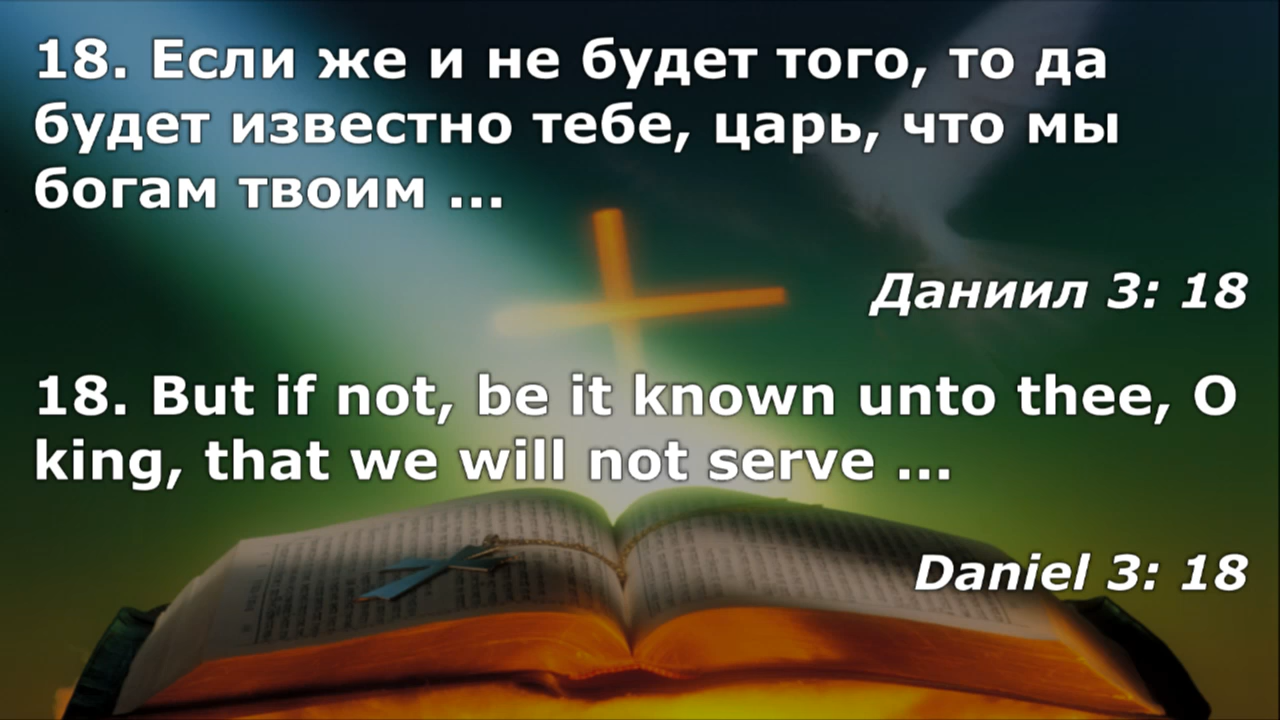 18. Если же и не будет того, то да
будет известно тебе, царь, что мы
богам твоим ...
Даниил 3: 18
18. But if not, be it known unto thee, O
king, that we will not serve ...
Daniel 3: 18